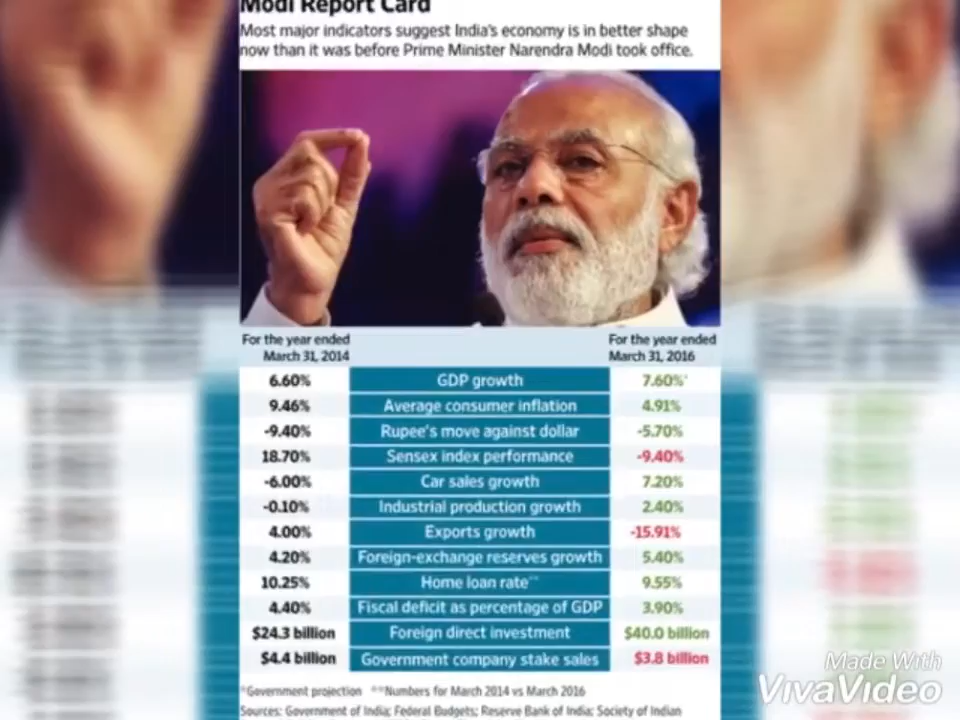 Modi Report Card
Most major indicators suggest India's economy is in better shape
now than it was before Prime Minister Narendra Modi took office.
For the year ended
March 31, 2014
For the year ended
March 31, 2016
6.60% GDP growth 7.60%*
9.46% Average consumer inflation 4.91%
-9.40% Rupee's move against dollar -5.70%
18.70% Sensex index performance -9.40%
-6.00% Car sales growth 7.20%
-0.10% Industrial production growth 2.40%
4.00% Exports growth -15.91%
4.20% Foreign-exchange reserves growth 5.40%
10.25% Home loan rate** 9.55%
4.40% Fiscal deficit as percentage of GDP 3.90%
$24.3 billion Foreign direct investment $40.0 billion
$4.4 billion Government company stake sales $3.8 billion
*Government projection **Numbers for March 2014 vs March 2016
Sources: Government of India; Federal Budgets; Reserve Bank of India; Society of Indian
Made With
VivaVideo